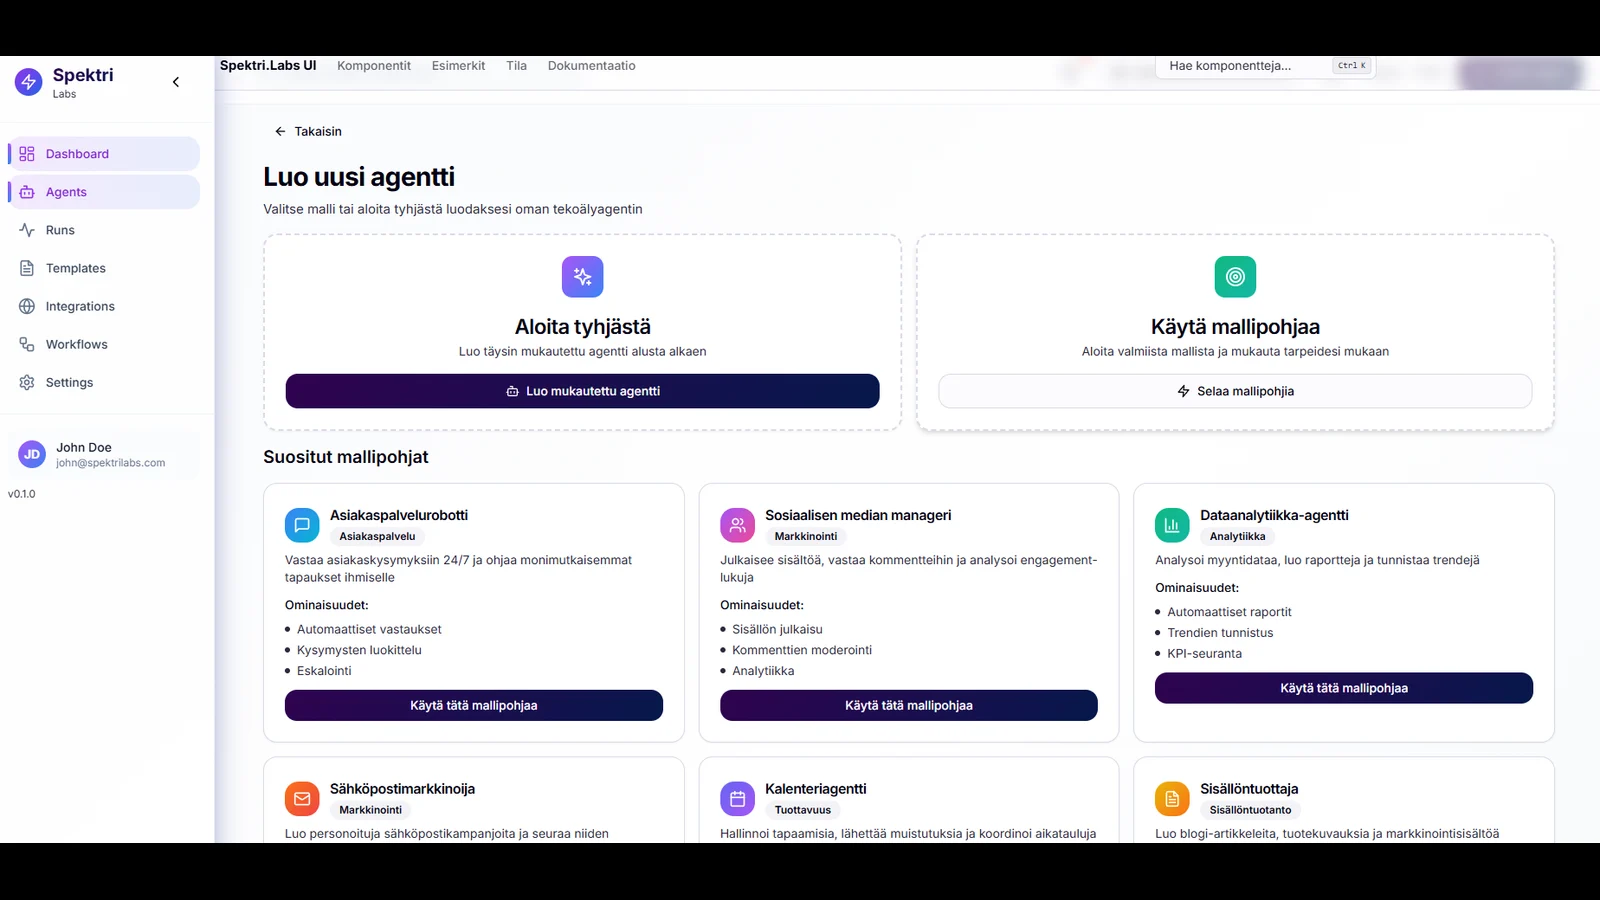 Spektri
Labs
Dashboard
Agents
Runs
Templates
Integrations
Workflows
Settings
JD
John Doe
john@spektrilabs.com
v0.1.0
Spektri.Labs UI
Komponentit
Esimerkit
Tila
Dokumentaatio
Hae komponentteja...
Ctrl K
Takaisin
Luo uusi agentti
Valitse malli tai aloita tyhjästä luodaksesi oman tekoälyagentin
Aloita tyhjästä
Luo täysin mukautettu agentti alusta alkaen
Luo mukautettu agentti
Käytä mallipohjaa
Aloita valmiista mallista ja mukauta tarpeidesi mukaan
Selaa mallipohjia
Suositut mallipohjat
Asiakaspalvelurobotti
Asiakaspalvelu
Vastaa asiakaskysymyksiin 24/7 ja ohjaa monimutkaisemmat
tapaukset ihmiselle
Ominaisuudet:
Automaattiset vastaukset
Kysymysten luokittelu
Eskalointi
Käytä tätä mallipohjaa
Sosiaalisen median manageri
Markkinointi
Julkaisee sisältöä, vastaa kommentteihin ja analysoi engagement-
lukuja
Ominaisuudet:
Sisällön julkaisu
Kommenttien moderointi
Analytiikka
Käytä tätä mallipohjaa
Dataanalytiikka-agentti
Analytiikka
Analysoi myyntidataa, luo raportteja ja tunnistaa trendejä
Ominaisuudet:
Automaattiset raportit
Trendien tunnistus
KPI-seuranta
Käytä tätä mallipohjaa
Sähköpostimarkkinoija
Markkinointi
Luo personoituja sähköpostikampanjoita ja seuraa niiden
Kalenteriagentti
Tuottavuus
Hallinnoi tapaamisia, lähettää muistutuksia ja koordinoi aikatauluja
Sisällöntuottaja
Sisällöntuotanto
Luo blogi-artikkeleita, tuotekuvauksia ja markkinointisisältöä